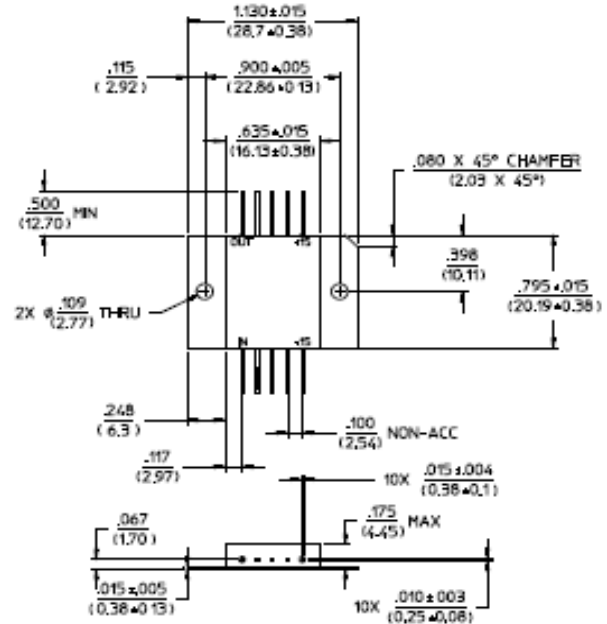 1.130±.015
(28.7±0.38)
.115
(2.92)
.900±.005
(22.86±0.13)
.635±.015
(16.13±0.38)
.080 X 45° CHAMFER
(2.03 X 45°)
.500 MIN
(12.70)
OUT
+15
.398
(10.11)
.795±.015
(20.19±0.38)
2X ø .109 THRU
(2.77)
IN
.248
(6.3)
.100 NON-ACC
(2.54)
.117
(2.97)
10X .015±.004
(0.38±0.1)
.067
(1.70)
.175 MAX
(4.45)
.015±.005
(0.38±0.13)
10X .010±003
(0.25±0.08)